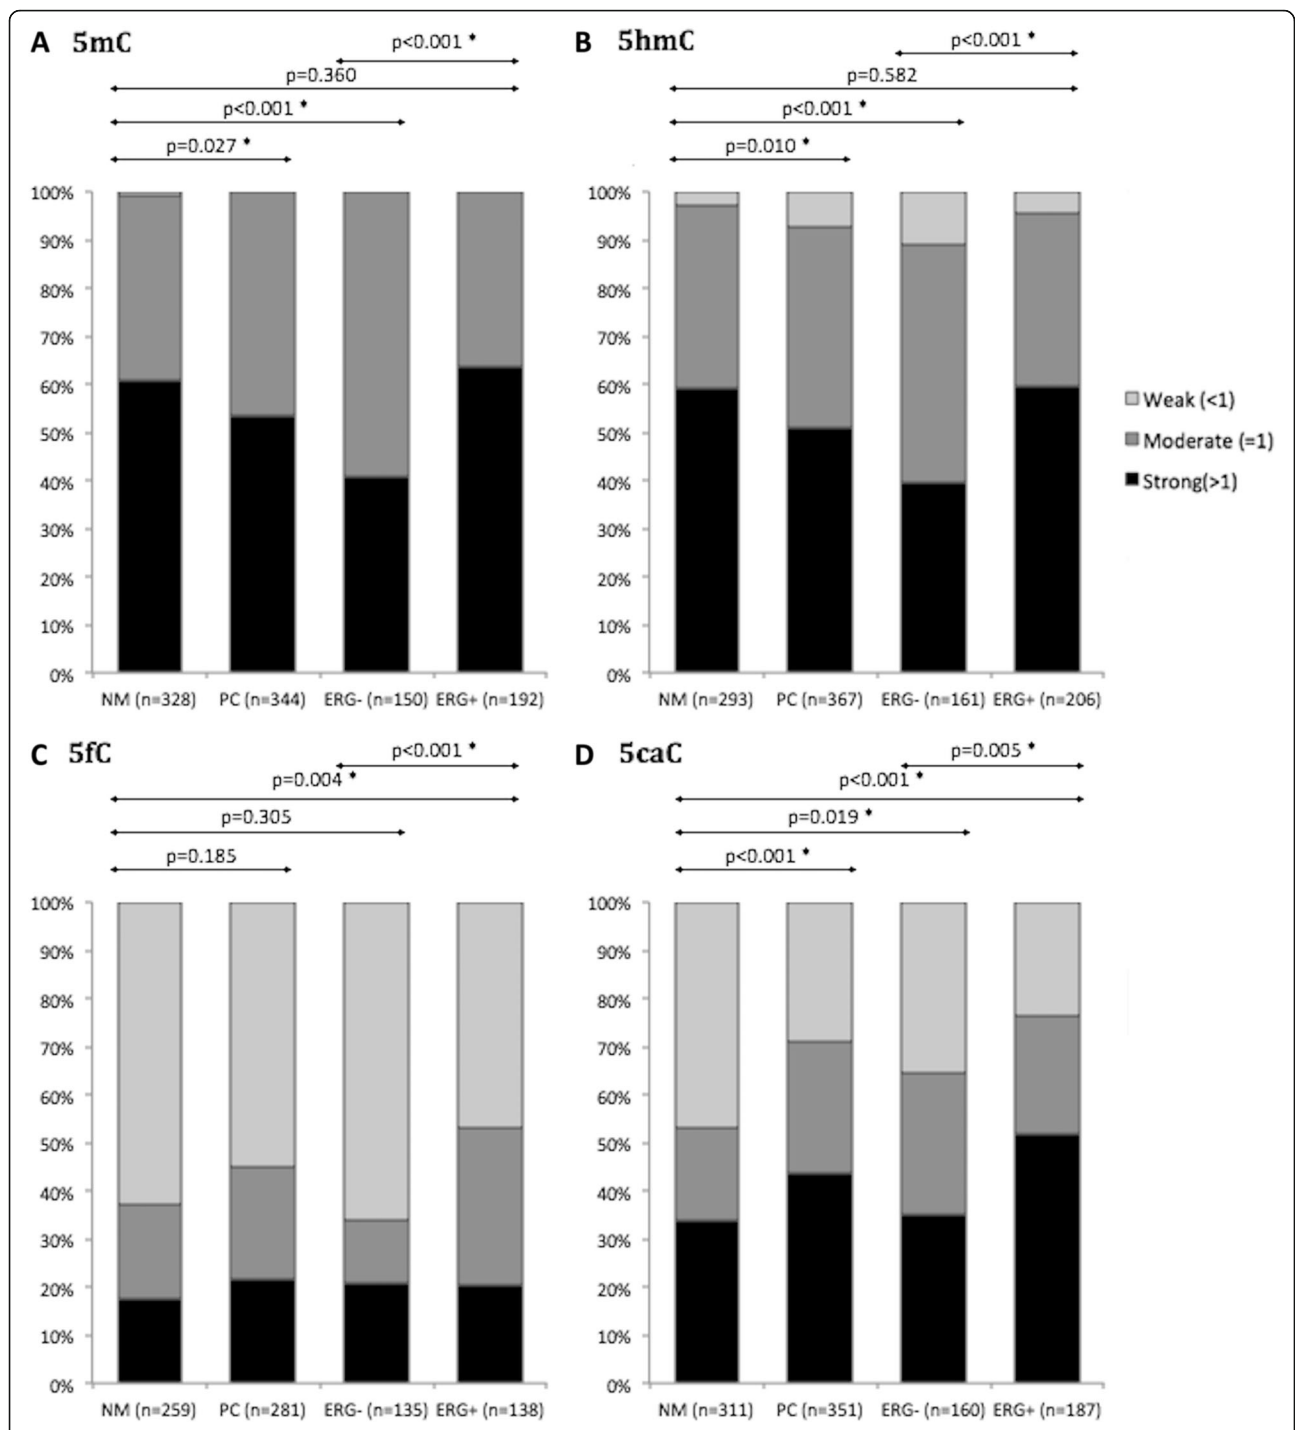 A 5mC
p<0.001 *
p=0.360
p<0.001 *
p=0.027 *
100%
90%
80%
70%
60%
50%
40%
30%
20%
10%
0%
NM (n=328) PC (n=344) ERG- (n=150) ERG+ (n=192)
B 5hmC
p<0.001 *
p=0.582
p<0.001 *
p=0.010 *
100%
90%
80%
70%
60%
50%
40%
30%
20%
10%
0%
NM (n=293) PC (n=367) ERG- (n=161) ERG+ (n=206)
Weak (<1)
Moderate (=1)
Strong(>1)
C 5fC
p<0.001 *
p=0.004 *
p=0.305
p=0.185
100%
90%
80%
70%
60%
50%
40%
30%
20%
10%
0%
NM (n=259) PC (n=281) ERG- (n=135) ERG+ (n=138)
D 5caC
p=0.005 *
p<0.001 *
p=0.019 *
p<0.001 *
100%
90%
80%
70%
60%
50%
40%
30%
20%
10%
0%
NM (n=311) PC (n=351) ERG- (n=160) ERG+ (n=187)